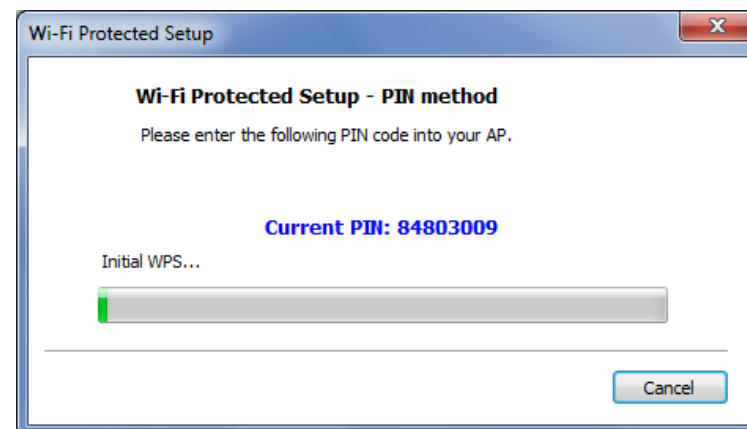 Wi-Fi Protected Setup
Wi-Fi Protected Setup - PIN method
Please enter the following PIN code into your AP.
Current PIN: 84803009
Initial WPS...
Cancel